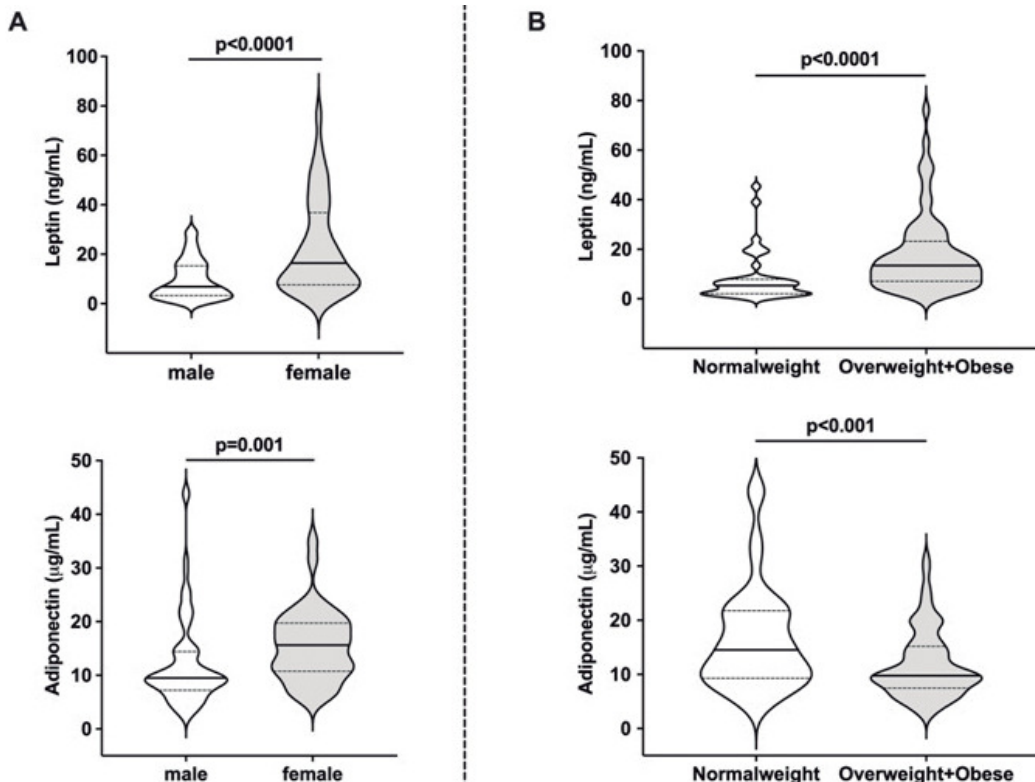 A
p<0.0001
100
80
60
40
20
0
Leptin (ng/mL)
male female
p=0.001
50
40
30
20
10
0
Adiponectin (µg/mL)
male female
B
p<0.0001
100
80
60
40
20
0
Leptin (ng/mL)
Normalweight Overweight+Obese
p<0.001
50
40
30
20
10
0
Adiponectin (µg/mL)
Normalweight Overweight+Obese